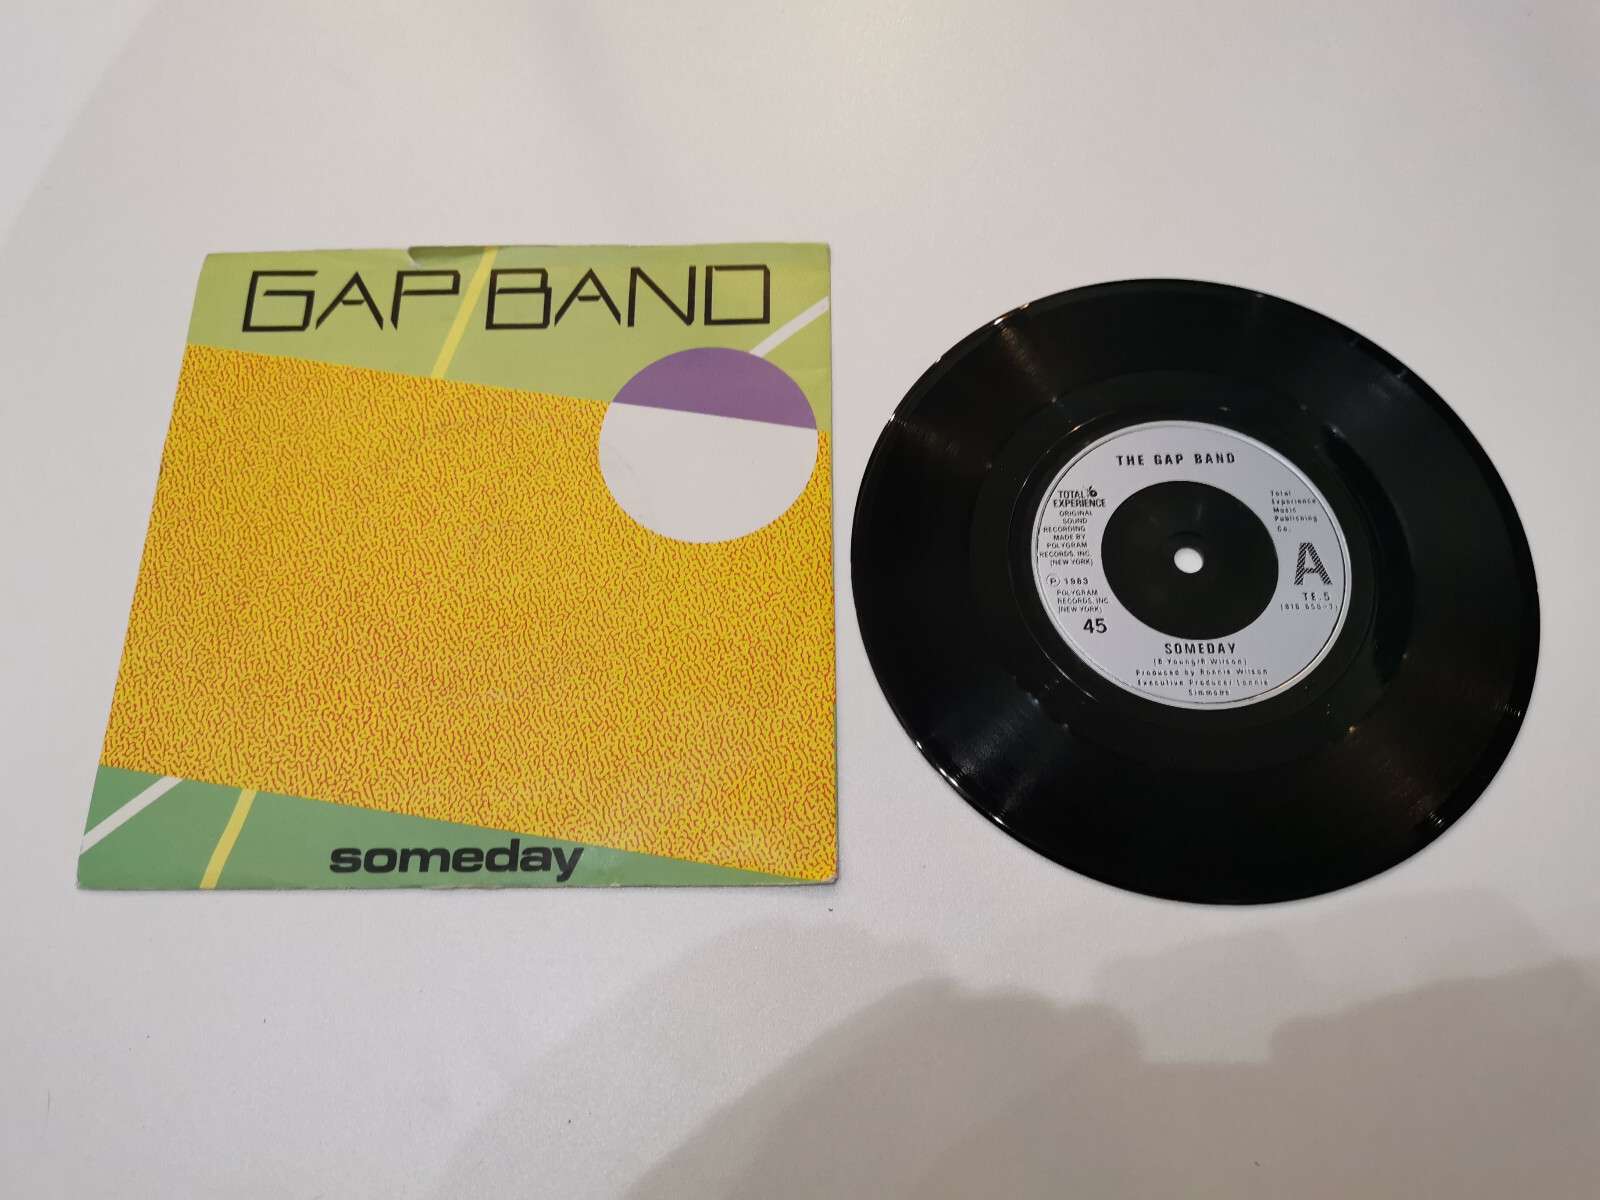 GAP BAND
someday
THE GAP BAND
TOTAL
EXPERIENCE
ORIGINAL
SOUND
RECORDING
MADE BY
POLYGRAM
RECORDS, INC.
(NEW YORK)
Ⓟ 1983
POLYGRAM
RECORDS, INC.
(NEW YORK)
45
Total
Experience
Music
Publishing
Co.
A
TE.5
SOMEDAY
(B Young/R Wilson)
Produced by Ronnie Wilson
Executive Producer: Lonnie
Simmons